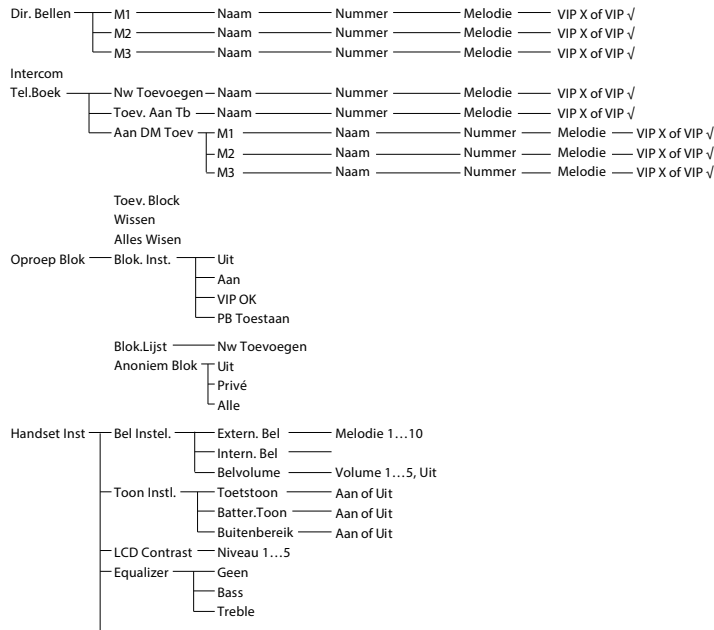 Dir. Bellen M1 Naam Nummer Melodie VIP X of VIP √
M2 Naam Nummer Melodie VIP X of VIP √
M3 Naam Nummer Melodie VIP X of VIP √
Intercom
Tel.Boek Nw Toevoegen Naam Nummer Melodie VIP X of VIP √
Toev. Aan Tb Naam Nummer Melodie VIP X of VIP √
Aan DM Toev M1 Naam Nummer Melodie VIP X of VIP √
M2 Naam Nummer Melodie VIP X of VIP √
M3 Naam Nummer Melodie VIP X of VIP √
Toev. Block
Wissen
Alles Wisen
Oproep Blok Blok. Inst. Uit
Aan
VIP OK
PB Toestaan
Blok.Lijst Nw Toevoegen
Anoniem Blok Uit
Privé
Alle
Handset Inst Bel Instel. Extern. Bel Melodie 1…10
Intern. Bel
Belvolume Volume 1…5, Uit
Toon Instl. Toetstoon Aan of Uit
Batter.Toon Aan of Uit
Buitenbereik Aan of Uit
LCD Contrast Niveau 1…5
Equalizer Geen
Bass
Treble